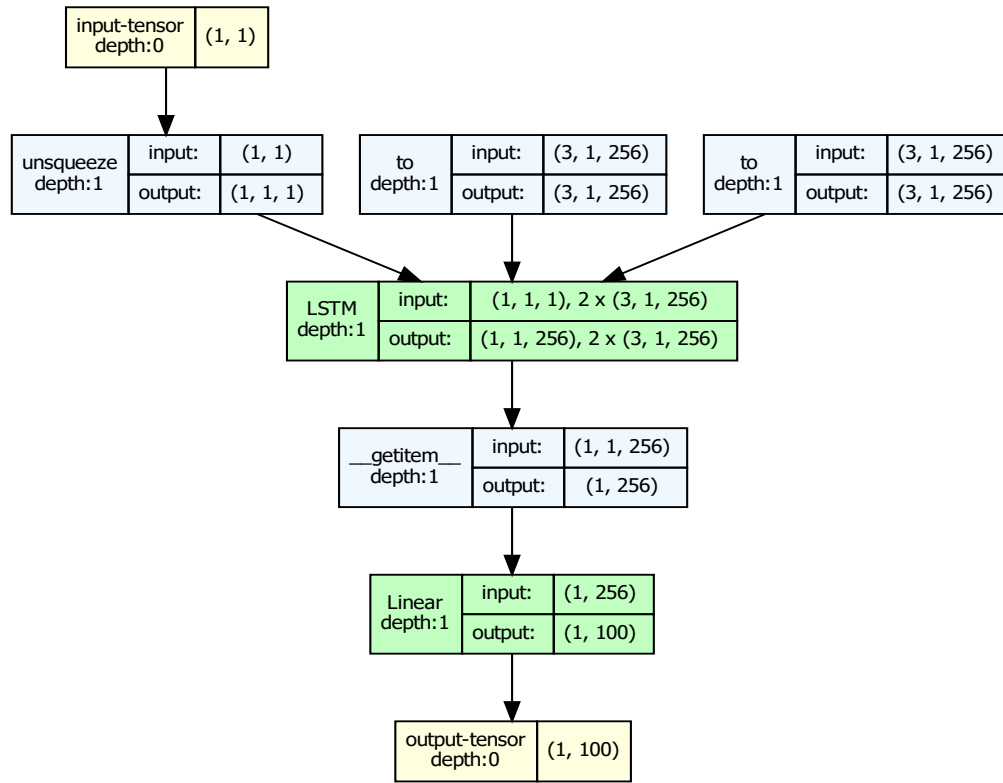 input-tensor
depth:0
(1, 1)
unsqueeze
depth:1
input:
(1, 1)
output:
(1, 1, 1)
to
depth:1
input:
(3, 1, 256)
output:
(3, 1, 256)
to
depth:1
input:
(3, 1, 256)
output:
(3, 1, 256)
LSTM
depth:1
input:
(1, 1, 1), 2 x (3, 1, 256)
output:
(1, 1, 256), 2 x (3, 1, 256)
__getitem__
depth:1
input:
(1, 1, 256)
output:
(1, 256)
Linear
depth:1
input:
(1, 256)
output:
(1, 100)
output-tensor
depth:0
(1, 100)